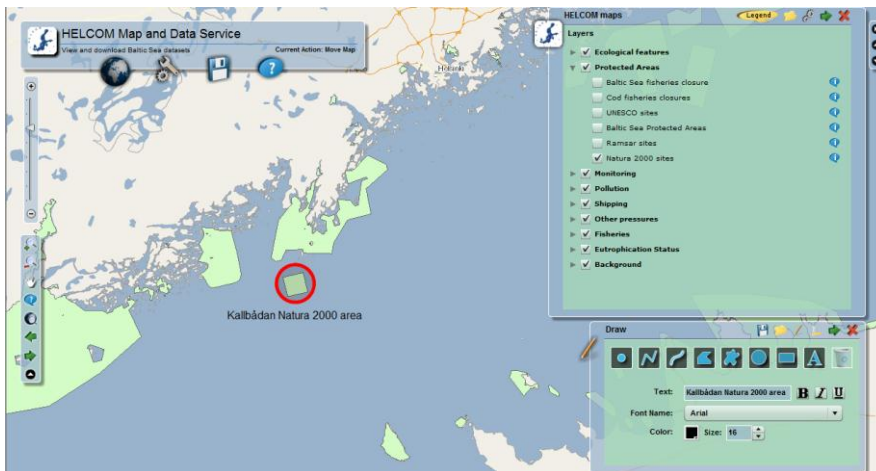 HELCOM Map and Data Service
View and download Baltic Sea datasets
Current Action: Move Map
Helsinki
Kallbådan Natura 2000 area
HELCOM maps
Legend
Layers
Ecological features
Protected Areas
Baltic Sea fisheries closure
Cod fisheries closures
UNESCO sites
Baltic Sea Protected Areas
Ramsar sites
Natura 2000 sites
Monitoring
Pollution
Shipping
Other pressures
Fisheries
Eutrophication Status
Background
Draw
A
Text: Kallbådan Natura 2000 area B I U
Font Name: Arial
Color: Size: 16